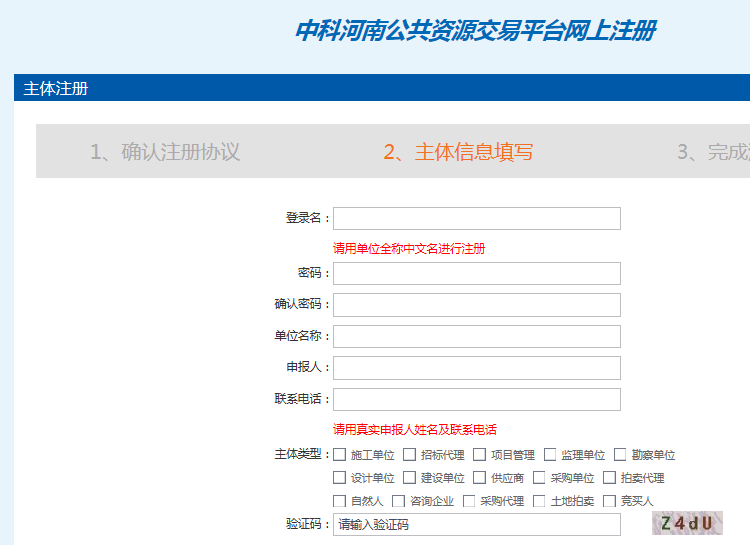 中科河南公共资源交易平台网上注册
主体注册
1、确认注册协议 2、主体信息填写 3、完成
登录名：
请用单位全称中文名进行注册
密码：
确认密码：
单位名称：
申报人：
联系电话：
请用真实申报人姓名及联系电话
主体类型： 施工单位 招标代理 项目管理 监理单位 勘察单位
设计单位 建设单位 供应商 采购单位 拍卖代理
自然人 咨询企业 采购代理 土地拍卖 竞买人
验证码： 请输入验证码 Z4dU